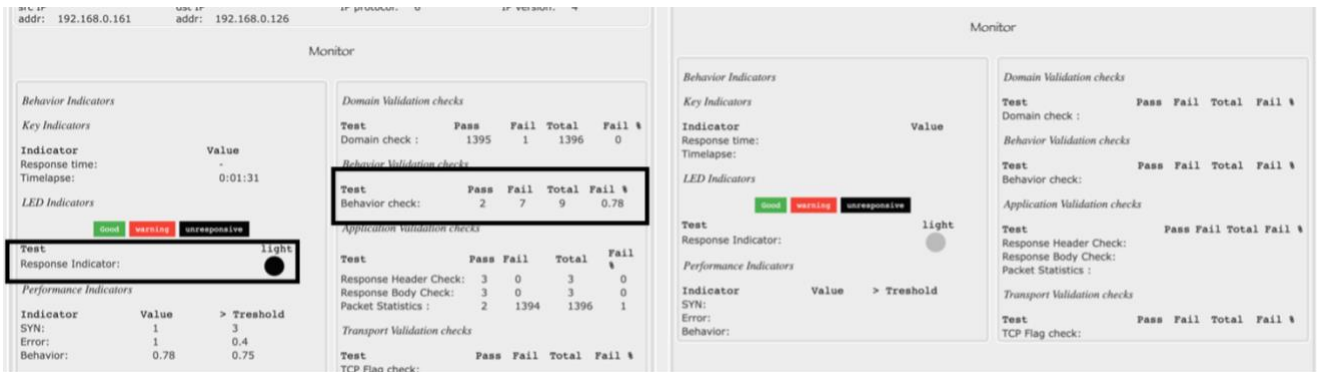 addr: 192.168.0.161 addr: 192.168.0.126
Monitor
Behavior Indicators
Key Indicators
Indicator Value
Response time: -
Timelapse: 0:01:31
LED Indicators
Good warning unresponsive
Test light
Response Indicator:
Performance Indicators
Indicator Value > Treshold
SYN: 1 3
Error: 1 0.4
Behavior: 0.78 0.75
Domain Validation checks
Test Pass Fail Total Fail %
Domain check : 1395 1 1396 0
Behavior Validation checks
Test Pass Fail Total Fail %
Behavior check: 2 7 9 0.78
Application Validation checks
Test Pass Fail Total Fail %
Response Header Check: 3 0 3 0
Response Body Check: 3 0 3 0
Packet Statistics : 2 1394 1396 1
Transport Validation checks
Test Pass Fail Total Fail %
TCP Flag check:
Monitor
Behavior Indicators
Key Indicators
Indicator Value
Response time:
Timelapse:
LED Indicators
Good warning unresponsive
Test light
Response Indicator:
Performance Indicators
Indicator Value > Treshold
SYN:
Error:
Behavior:
Domain Validation checks
Test Pass Fail Total Fail %
Domain check :
Behavior Validation checks
Test Pass Fail Total Fail %
Behavior check:
Application Validation checks
Test Pass Fail Total Fail %
Response Header Check:
Response Body Check:
Packet Statistics :
Transport Validation checks
Test Pass Fail Total Fail %
TCP Flag check: